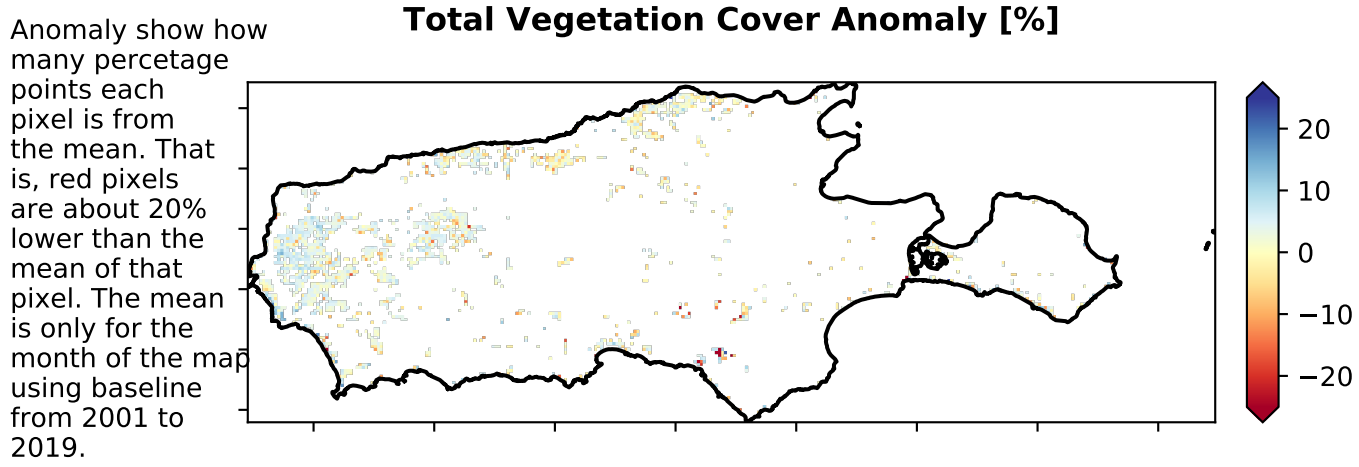 Total Vegetation Cover Anomaly [%]
Anomaly show how
many percetage
points each
pixel is from
the mean. That
is, red pixels
are about 20%
lower than the
mean of that
pixel. The mean
is only for the
month of the map
using baseline
from 2001 to
2019.
20
10
0
−10
−20